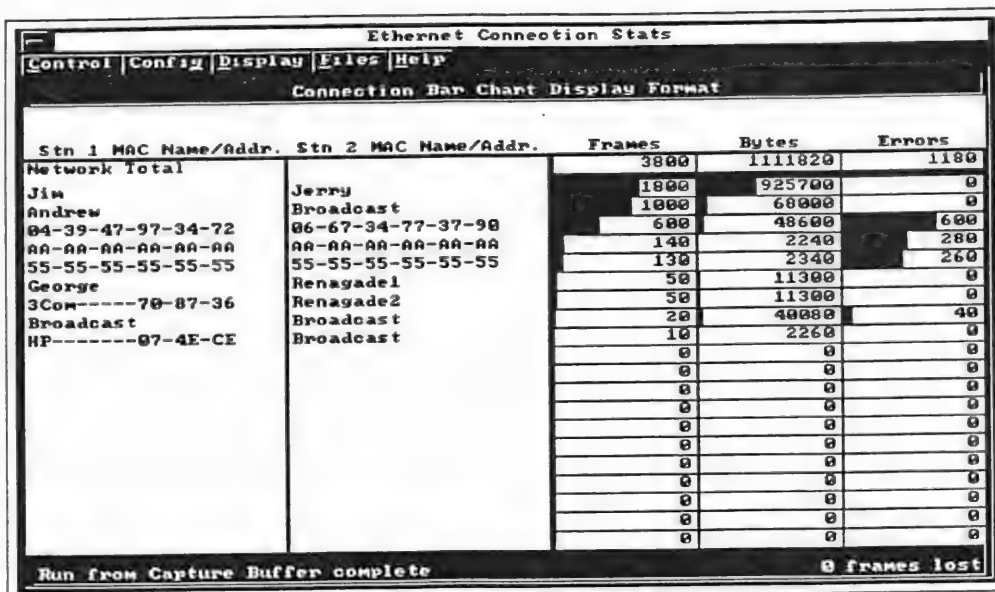 Ethernet Connection Stats
Control Config Display Files Help
Connection Bar Chart Display Format
Stn 1 MAC Name/Addr. Stn 2 MAC Name/Addr. Frames Bytes Errors
Network Total 3800 1111820 1180
Jim Jerry 1800 925700 0
Andrew Broadcast 1000 68000 0
04-39-47-97-34-72 06-67-34-77-37-90 600 48600 600
AA-AA-AA-AA-AA-AA AA-AA-AA-AA-AA-AA 140 2240 280
55-55-55-55-55-55 55-55-55-55-55-55 130 2340 260
George Renagade1 50 11300 0
3Com-----70-87-36 Renagade2 50 11300 0
Broadcast Broadcast 20 40080 40
HP-------07-4E-CE Broadcast 10 2260 0
0 0 0
0 0 0
0 0 0
0 0 0
0 0 0
0 0 0
0 0 0
0 0 0
0 0 0
0 0 0
0 0 0
Run from Capture Buffer complete 0 frames lost